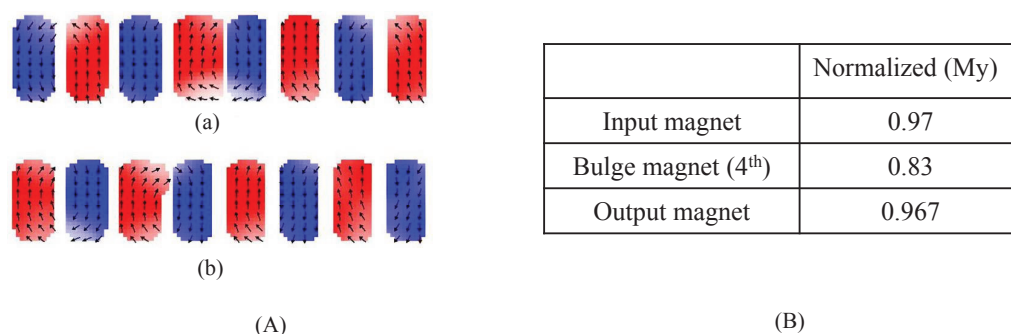 (a)
(b)
(A)
Normalized (My)
Input magnet 0.97
Bulge magnet (4th) 0.83
Output magnet 0.967
(B)